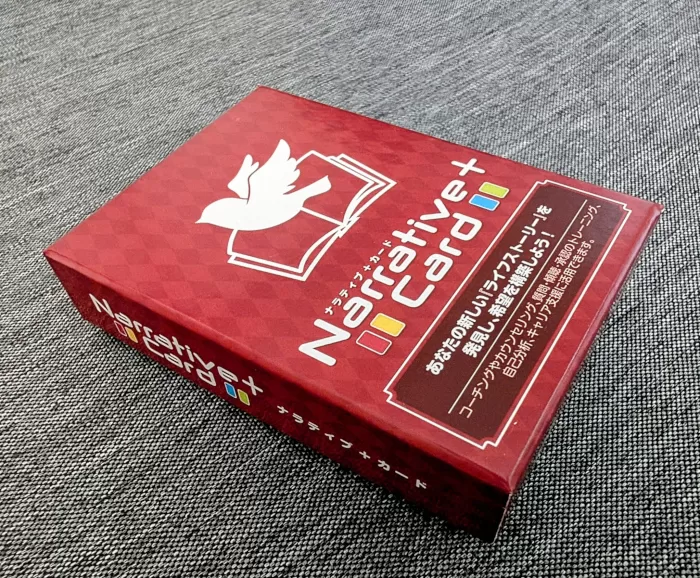 ナラティブ+カード
Narrative+
Card
あなたの新しい「ライフストーリー」を
発見し、希望を構築しよう！
コーチングやカウンセリング、質問・傾聴・承認のトレーニング、
自己分析、キャリア支援に活用できます。
Narrative+
Card
ナラティブ+カード